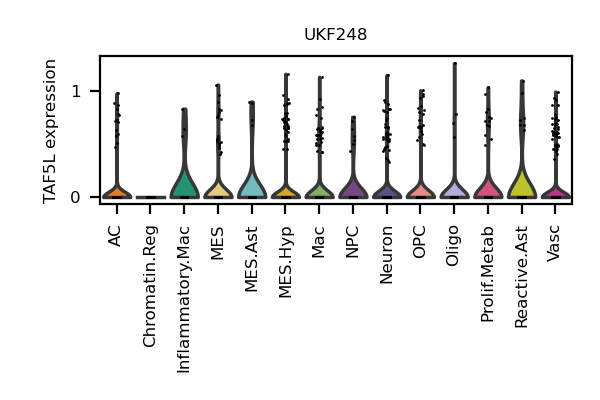 UKF248
TAF5L expression
1
0
AC
Chromatin.Reg
Inflammatory.Mac
MES
MES.Ast
MES.Hyp
Mac
NPC
Neuron
OPC
Oligo
Prolif.Metab
Reactive.Ast
Vasc